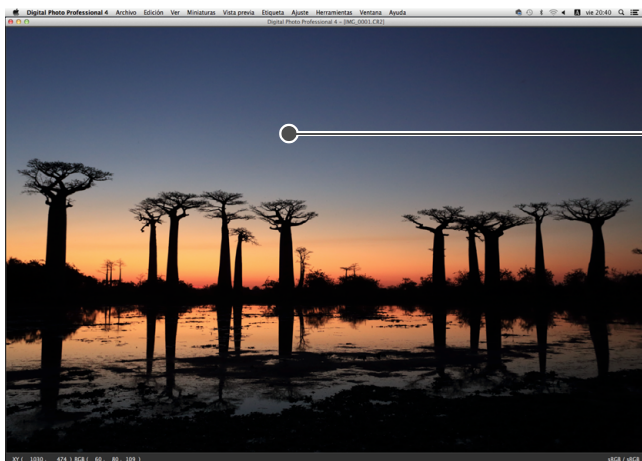 Digital Photo Professional 4 Archivo Edición Ver Miniaturas Vista previa Etiqueta Ajuste Herramientas Ventana Ayuda vie 20:40
Digital Photo Professional 4 – (IMG_0001.CR2)
XY ( 1030, 474 ) RGB ( 60, 80, 109 ) sRGB / sRGB